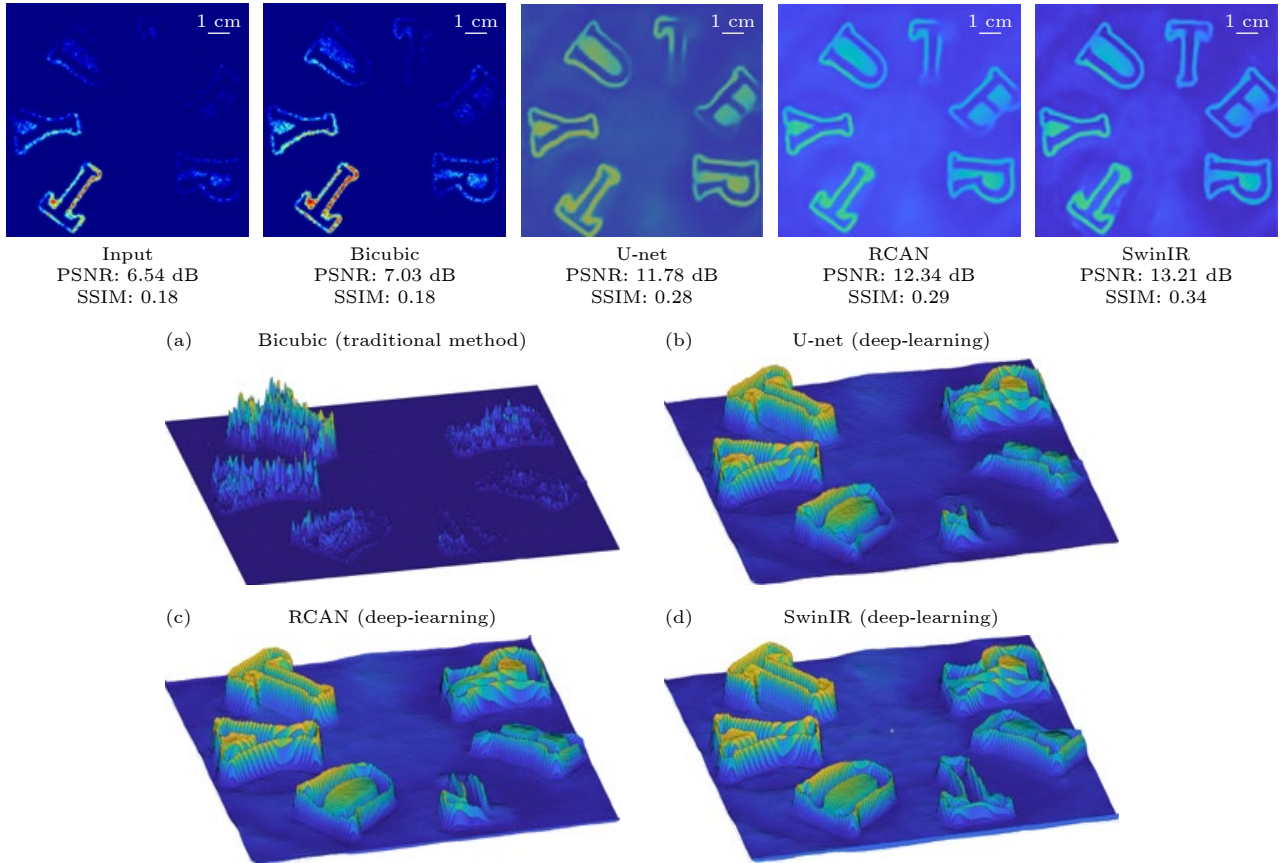 1 cm 1 cm 1 cm 1 cm 1 cm
Input Bicubic U-net RCAN SwinIR
PSNR: 6.54 dB PSNR: 7.03 dB PSNR: 11.78 dB PSNR: 12.34 dB PSNR: 13.21 dB
SSIM: 0.18 SSIM: 0.18 SSIM: 0.28 SSIM: 0.29 SSIM: 0.34
(a) Bicubic (traditional method) (b) U-net (deep-learning)
(c) RCAN (deep-iearning) (d) SwinIR (deep-learning)